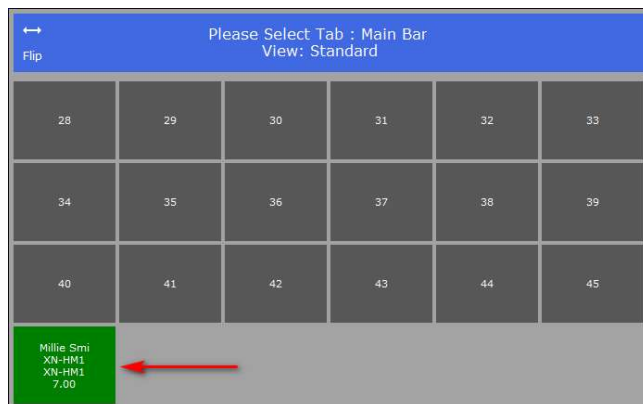 Please Select Tab : Main Bar
View: Standard
Flip
28 29 30 31 32 33
34 35 36 37 38 39
40 41 42 43 44 45
Millie Smi
XN-HM1
XN-HM1
7.00